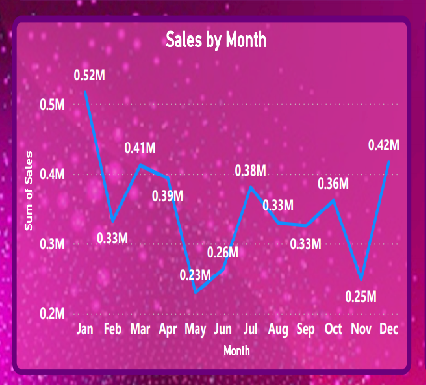 Sales by Month
0.52M
0.5M
0.41M
0.42M
0.4M
0.39M
0.38M
0.36M
0.33M
0.33M
0.33M
0.3M
0.26M
0.23M
0.25M
0.2M
Sum of Sales
Jan Feb Mar Apr May Jun Jul Aug Sep Oct Nov Dec
Month